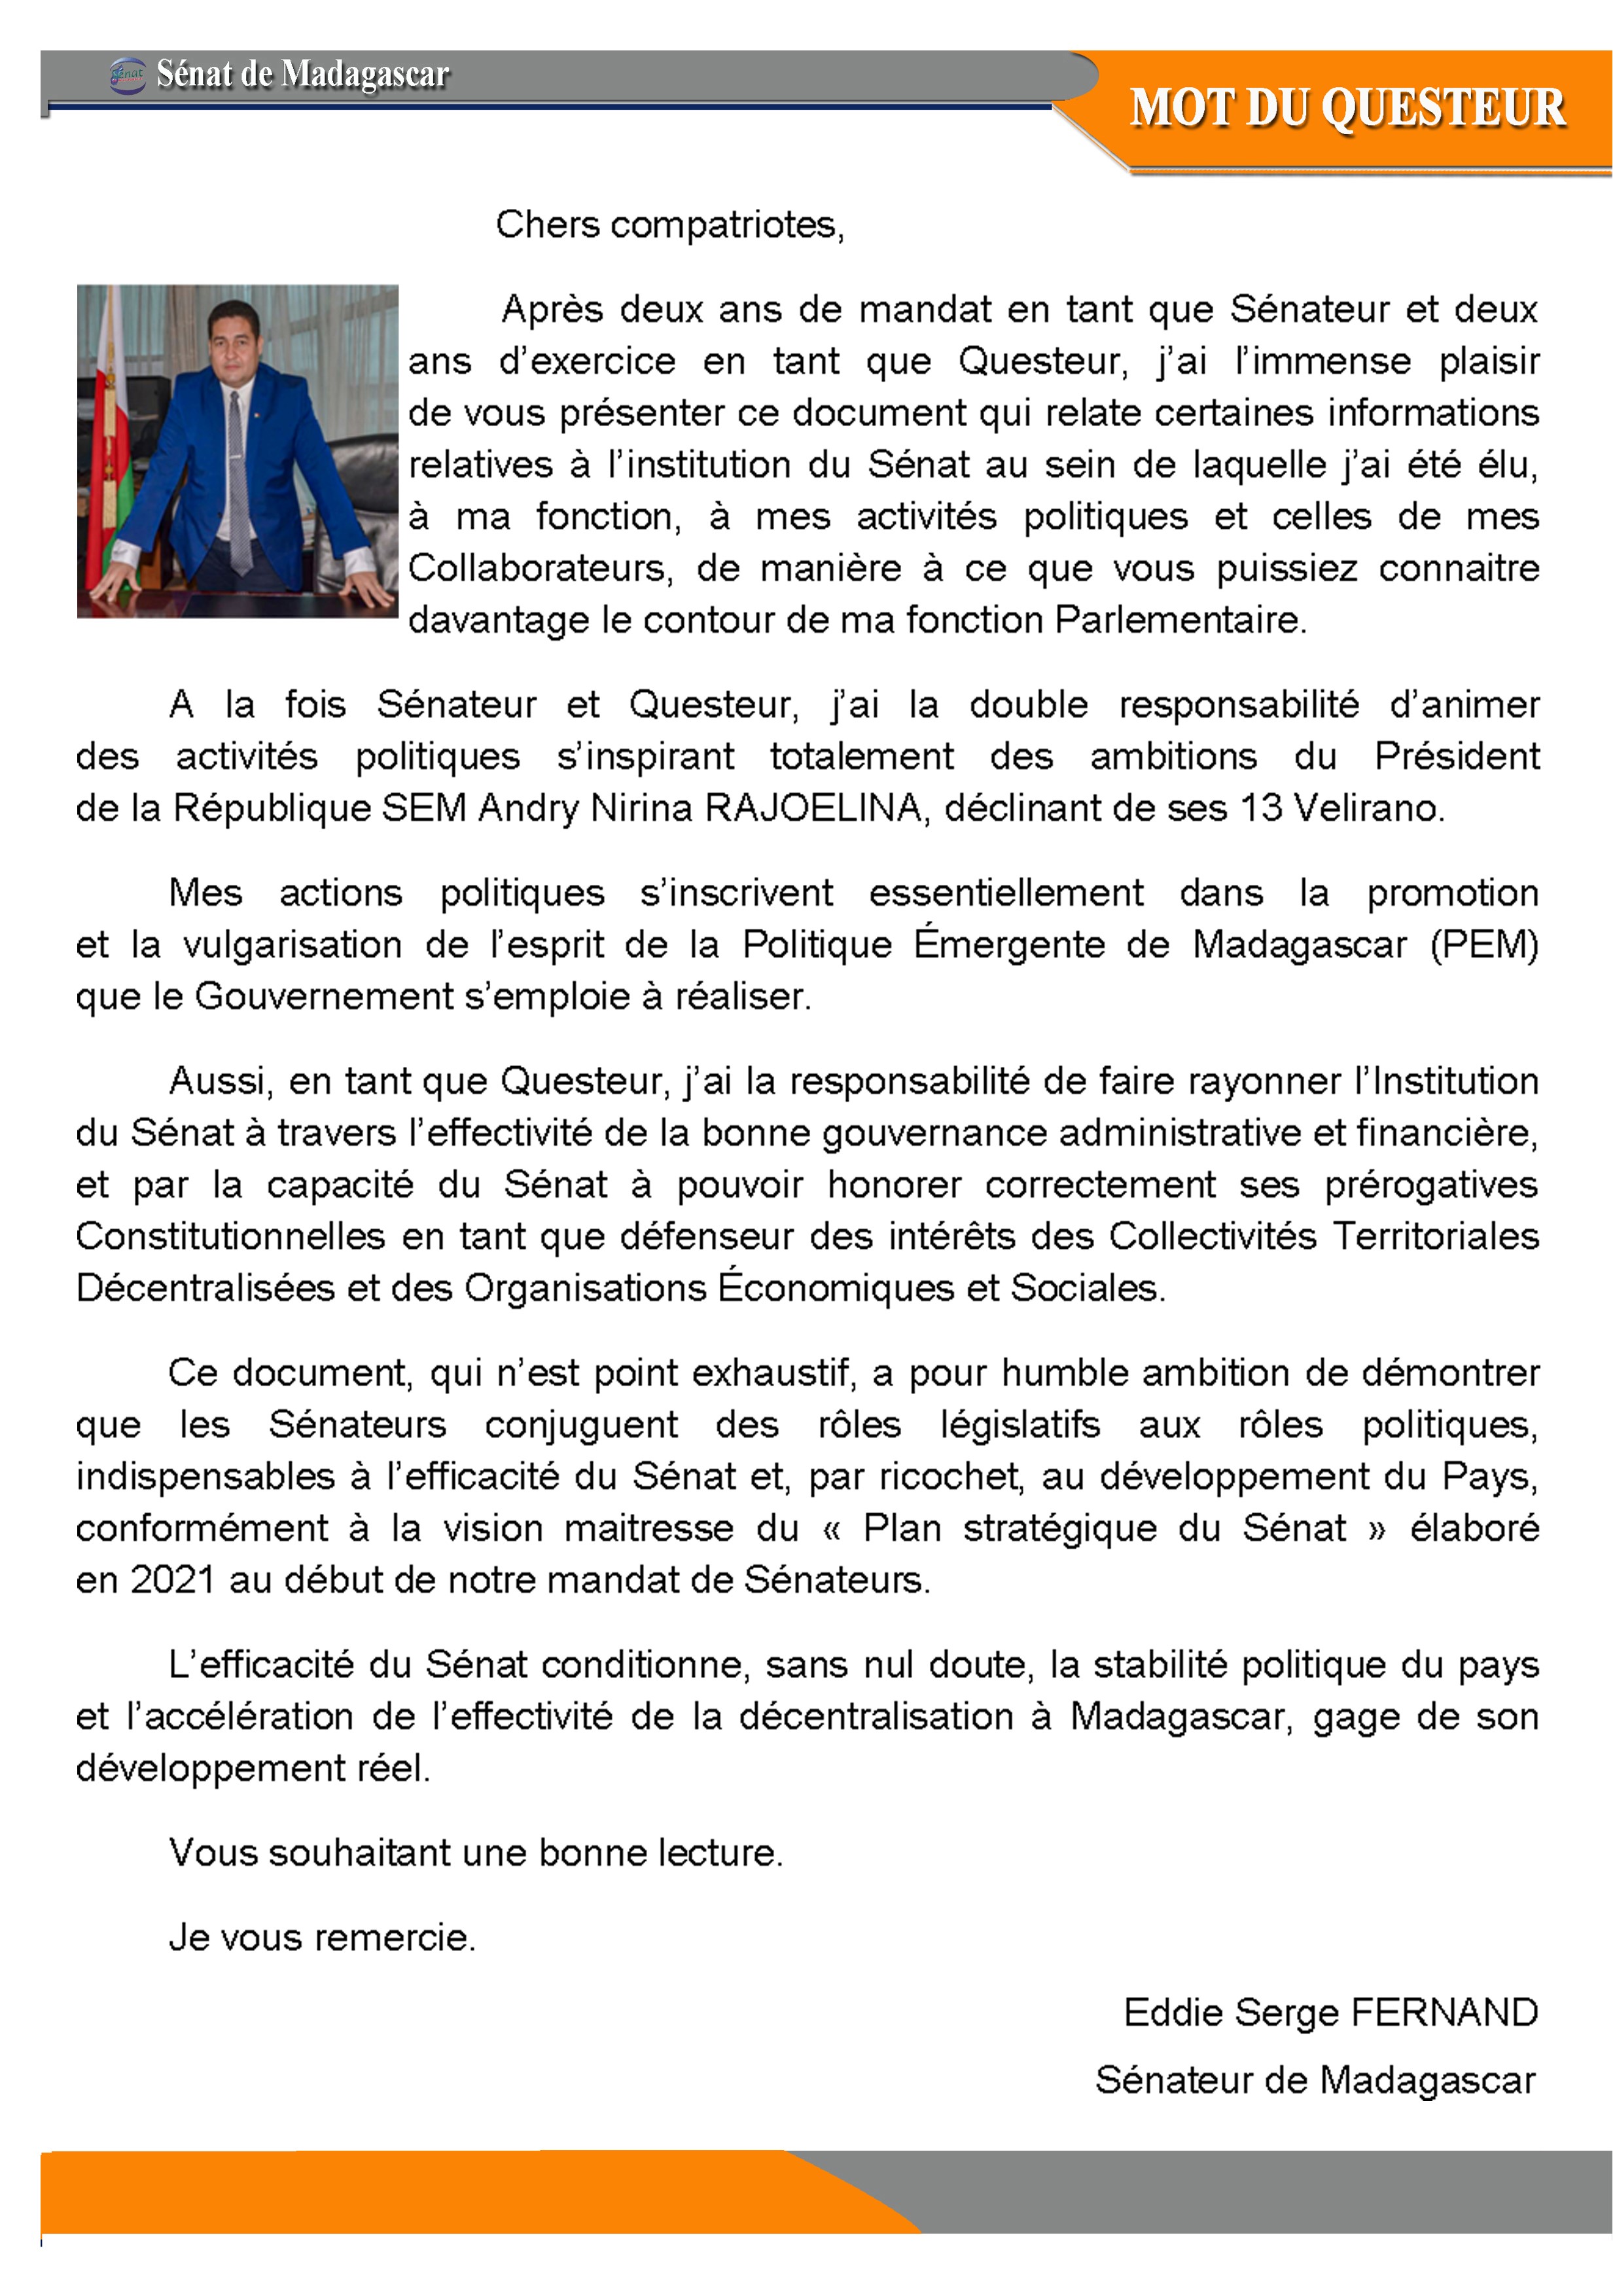 Sénat
Sénat de Madagascar
MOT DU QUESTEUR
Chers compatriotes,
Après deux ans de mandat en tant que Sénateur et deux
ans d’exercice en tant que Questeur, j’ai l’immense plaisir
de vous présenter ce document qui relate certaines informations
relatives à l’institution du Sénat au sein de laquelle j’ai été élu,
à ma fonction, à mes activités politiques et celles de mes
Collaborateurs, de manière à ce que vous puissiez connaitre
davantage le contour de ma fonction Parlementaire.
A la fois Sénateur et Questeur, j’ai la double responsabilité d’animer
des activités politiques s’inspirant totalement des ambitions du Président
de la République SEM Andry Nirina RAJOELINA, déclinant de ses 13 Velirano.
Mes actions politiques s’inscrivent essentiellement dans la promotion
et la vulgarisation de l’esprit de la Politique Émergente de Madagascar (PEM)
que le Gouvernement s’emploie à réaliser.
Aussi, en tant que Questeur, j’ai la responsabilité de faire rayonner l’Institution
du Sénat à travers l’effectivité de la bonne gouvernance administrative et financière,
et par la capacité du Sénat à pouvoir honorer correctement ses prérogatives
Constitutionnelles en tant que défenseur des intérêts des Collectivités Territoriales
Décentralisées et des Organisations Économiques et Sociales.
Ce document, qui n’est point exhaustif, a pour humble ambition de démontrer
que les Sénateurs conjuguent des rôles législatifs aux rôles politiques,
indispensables à l’efficacité du Sénat et, par ricochet, au développement du Pays,
conformément à la vision maitresse du « Plan stratégique du Sénat » élaboré
en 2021 au début de notre mandat de Sénateurs.
L’efficacité du Sénat conditionne, sans nul doute, la stabilité politique du pays
et l’accélération de l’effectivité de la décentralisation à Madagascar, gage de son
développement réel.
Vous souhaitant une bonne lecture.
Je vous remercie.
Eddie Serge FERNAND
Sénateur de Madagascar